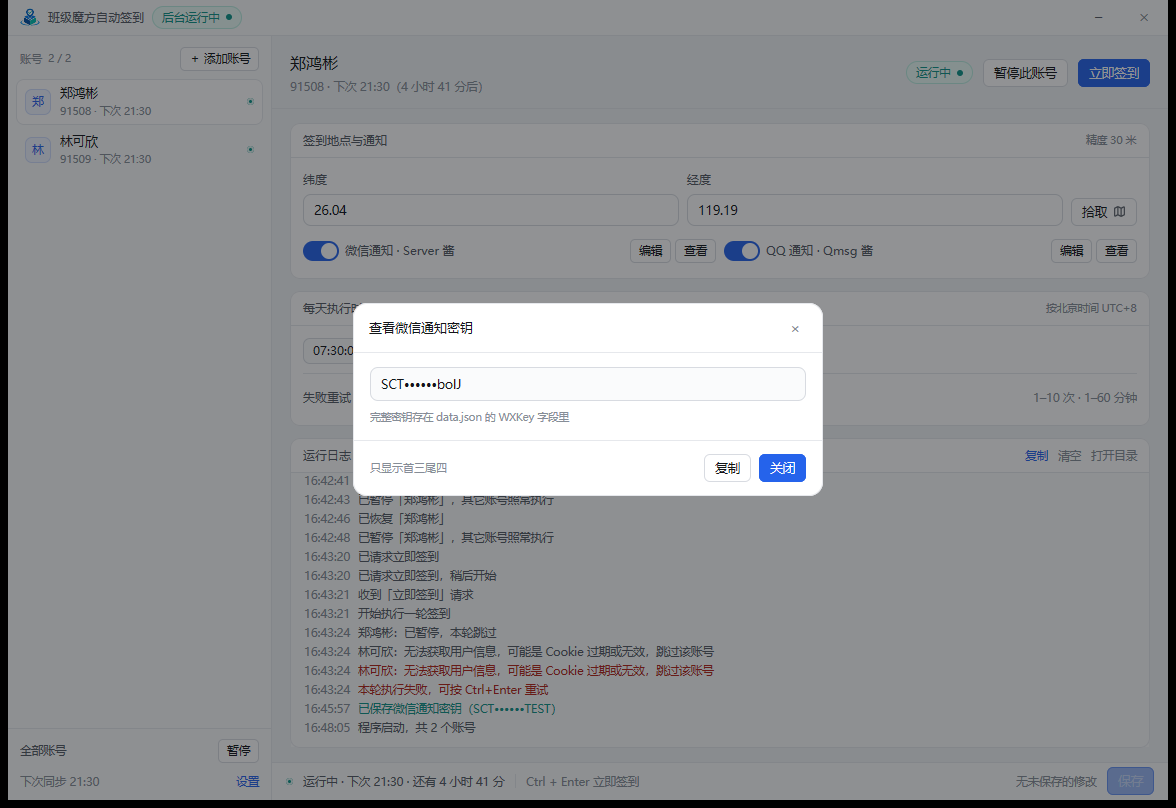 班级魔方自动签到 后台运行中
账号 2 / 2 + 添加账号
郑 郑鸿彬
91508 · 下次 21:30
林 林可欣
91509 · 下次 21:30
全部账号 暂停
下次同步 21:30 设置
郑鸿彬
91508 · 下次 21:30（4 小时 41 分后）
运行中 暂停此账号 立即签到
签到地点与通知 精度 30 米
纬度 经度
26.04 119.19 拾取
微信通知 · Server 酱 编辑 查看 QQ 通知 · Qmsg 酱 编辑 查看
每天执行 按北京时间 UTC+8
07:30:0
失败重试 1–10 次 · 1–60 分钟
查看微信通知密钥 ×
SCT••••••bolJ
完整密钥存在 data.json 的 WXKey 字段里
只显示首三尾四 复制 关闭
运行日志 复制 清空 打开目录
16:42:41
16:42:43 已暂停「郑鸿彬」，其它账号照常执行
16:42:46 已恢复「郑鸿彬」
16:42:48 已暂停「郑鸿彬」，其它账号照常执行
16:43:20 已请求立即签到
16:43:20 已请求立即签到，稍后开始
16:43:21 收到「立即签到」请求
16:43:21 开始执行一轮签到
16:43:24 郑鸿彬：已暂停，本轮跳过
16:43:24 林可欣：无法获取用户信息，可能是 Cookie 过期或无效，跳过该账号
16:43:24 林可欣：无法获取用户信息，可能是 Cookie 过期或无效，跳过该账号
16:43:24 本轮执行失败，可按 Ctrl+Enter 重试
16:45:57 已保存微信通知密钥（SCT••••••TEST）
16:48:05 程序启动，共 2 个账号
运行中 · 下次 21:30 · 还有 4 小时 41 分 Ctrl + Enter 立即签到 无未保存的修改 保存